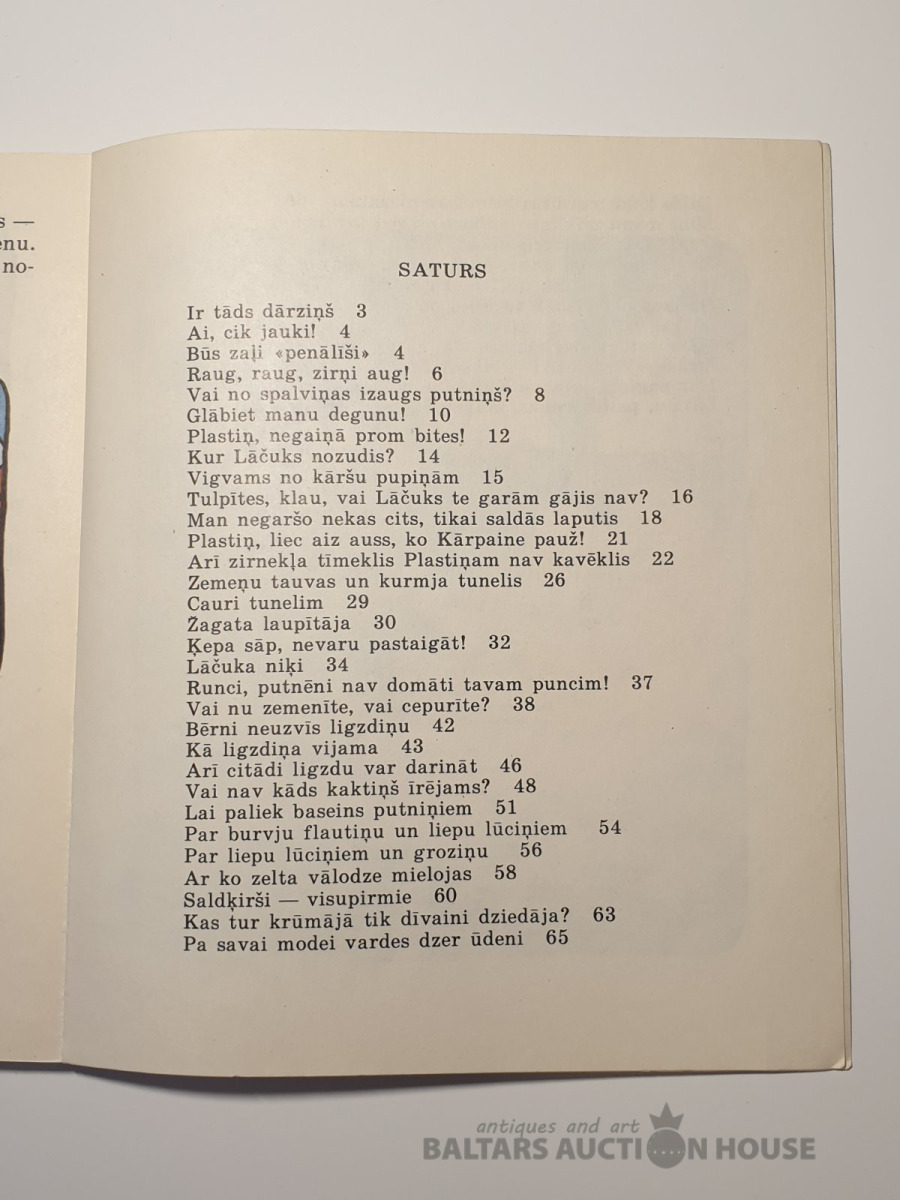 s —
enu.
no-
SATURS
Ir tāds dārziņš 3
Ai, cik jauki! 4
Būs zaļi «penālīši» 4
Raug, raug, zirņi aug! 6
Vai no spalviņas izaugs putniņš? 8
Glābiet manu degunu! 10
Plastiņ, negaiņā prom bites! 12
Kur Lāčuks nozudis? 14
Vigvams no kāršu pupiņām 15
Tulpītes, klau, vai Lāčuks te garām gājis nav? 16
Man negaršo nekas cits, tikai saldās laputis 18
Plastiņ, liec aiz auss, ko Kārpaine pauž! 21
Arī zirnekļa tīmeklis Plastiņam nav kavēklis 22
Zemeņu tauvas un kurmja tunelis 26
Cauri tunelim 29
Žagata laupītāja 30
Ķepa sāp, nevaru pastaigāt! 32
Lāčuka niķi 34
Runci, putnēni nav domāti tavam puncim! 37
Vai nu zemenīte, vai cepurīte? 38
Bērni neuzvīs ligzdiņu 42
Kā ligzdiņa vijama 43
Arī citādi ligzdu var darināt 46
Vai nav kāds kaktiņš īrējams? 48
Lai paliek baseins putniņiem 51
Par burvju flautiņu un liepu lūciņiem 54
Par liepu lūciņiem un groziņu 56
Ar ko zelta vālodze mielojas 58
Saldķirši — visupirmie 60
Kas tur krūmājā tik dīvaini dziedāja? 63
Pa savai modei vardes dzer ūdeni 65
antiques and art
BALTARS AUCTION HOUSE